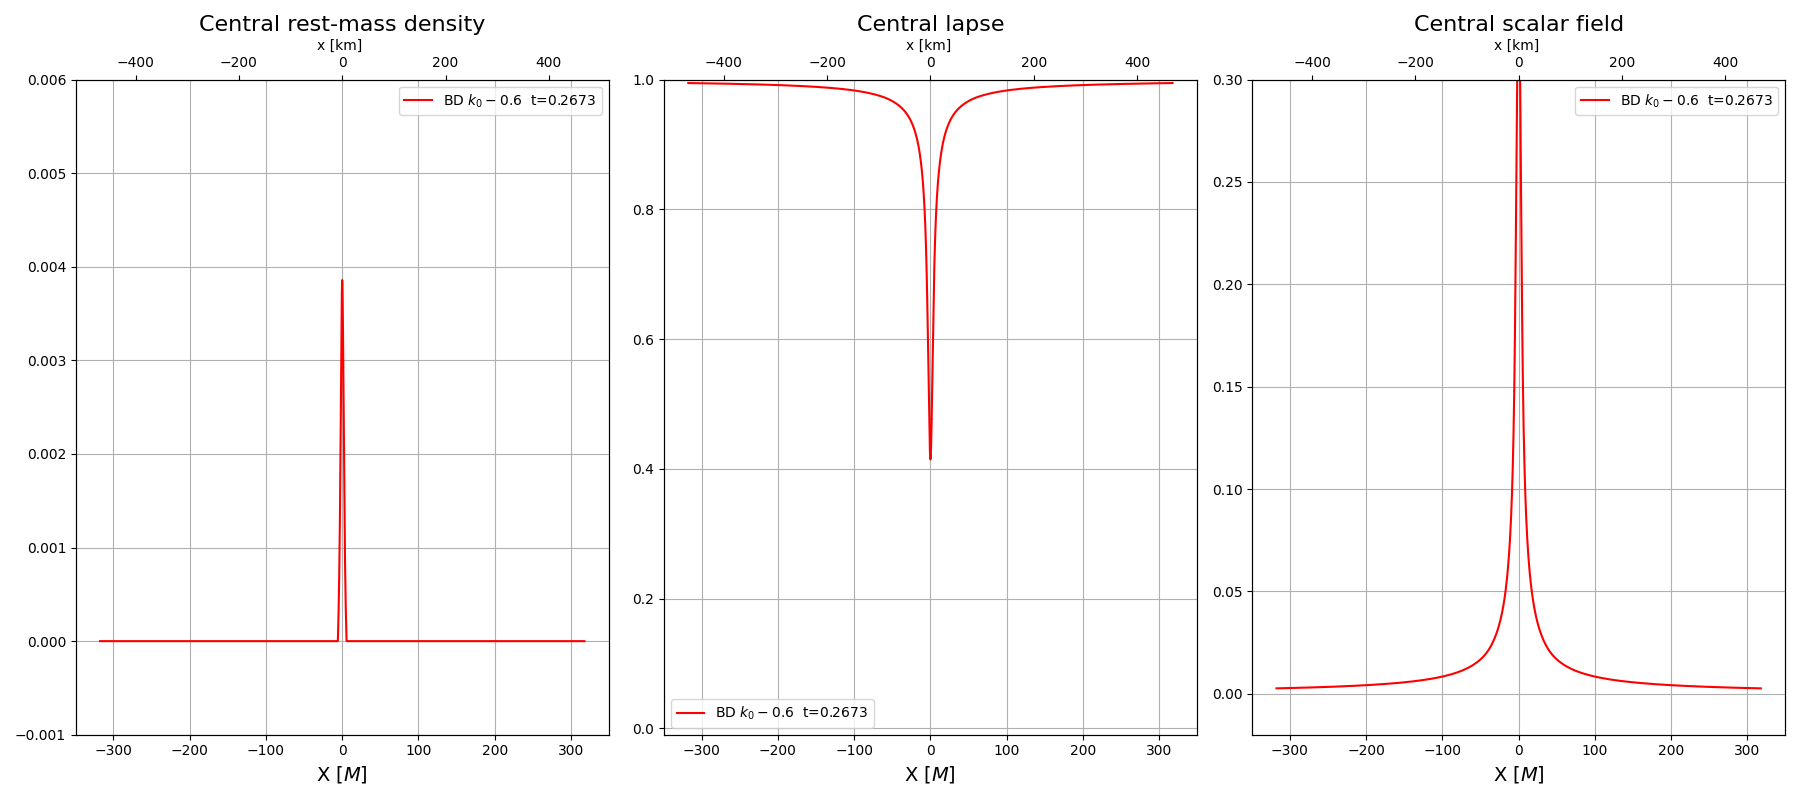 Central rest-mass density
x [km]
−400 −200 0 200 400
0.006
0.005
0.004
0.003
0.002
0.001
0.000
−0.001
BD k₀ − 0.6 t=0.2673
−300 −200 −100 0 100 200 300
X [M]
Central lapse
x [km]
−400 −200 0 200 400
1.0
0.8
0.6
0.4
0.2
0.0
BD k₀ − 0.6 t=0.2673
−300 −200 −100 0 100 200 300
X [M]
Central scalar field
x [km]
−400 −200 0 200 400
0.30
0.25
0.20
0.15
0.10
0.05
0.00
BD k₀ − 0.6 t=0.2673
−300 −200 −100 0 100 200 300
X [M]